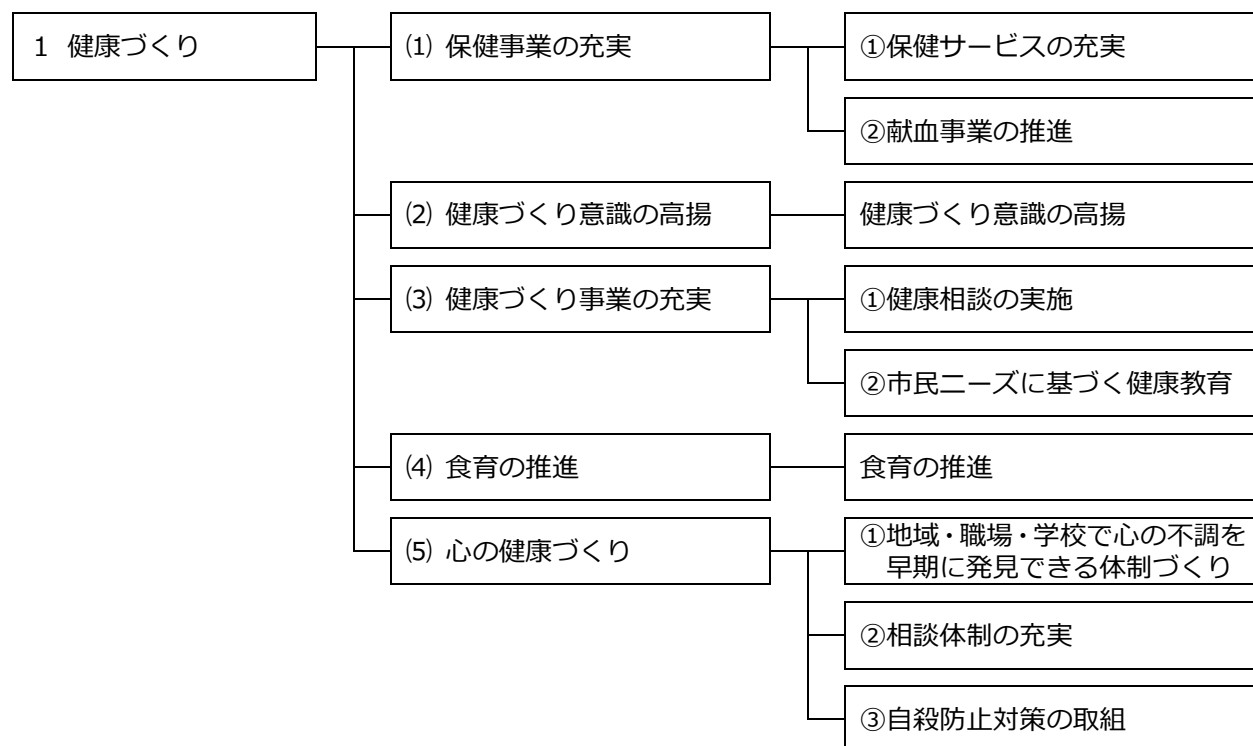 1 健康づくり
⑴ 保健事業の充実
①保健サービスの充実
②献血事業の推進
⑵ 健康づくり意識の高揚
健康づくり意識の高揚
⑶ 健康づくり事業の充実
①健康相談の実施
②市民ニーズに基づく健康教育
⑷ 食育の推進
食育の推進
⑸ 心の健康づくり
①地域・職場・学校で心の不調を
早期に発見できる体制づくり
②相談体制の充実
③自殺防止対策の取組